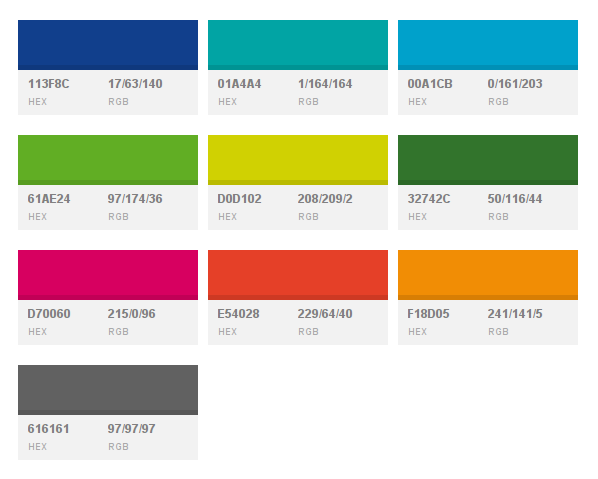 113F8C 17/63/140 01A4A4 1/164/164 00A1CB 0/161/203
HEX RGB HEX RGB HEX RGB
61AE24 97/174/36 D0D102 208/209/2 32742C 50/116/44
HEX RGB HEX RGB HEX RGB
D70060 215/0/96 E54028 229/64/40 F18D05 241/141/5
HEX RGB HEX RGB HEX RGB
616161 97/97/97
HEX RGB